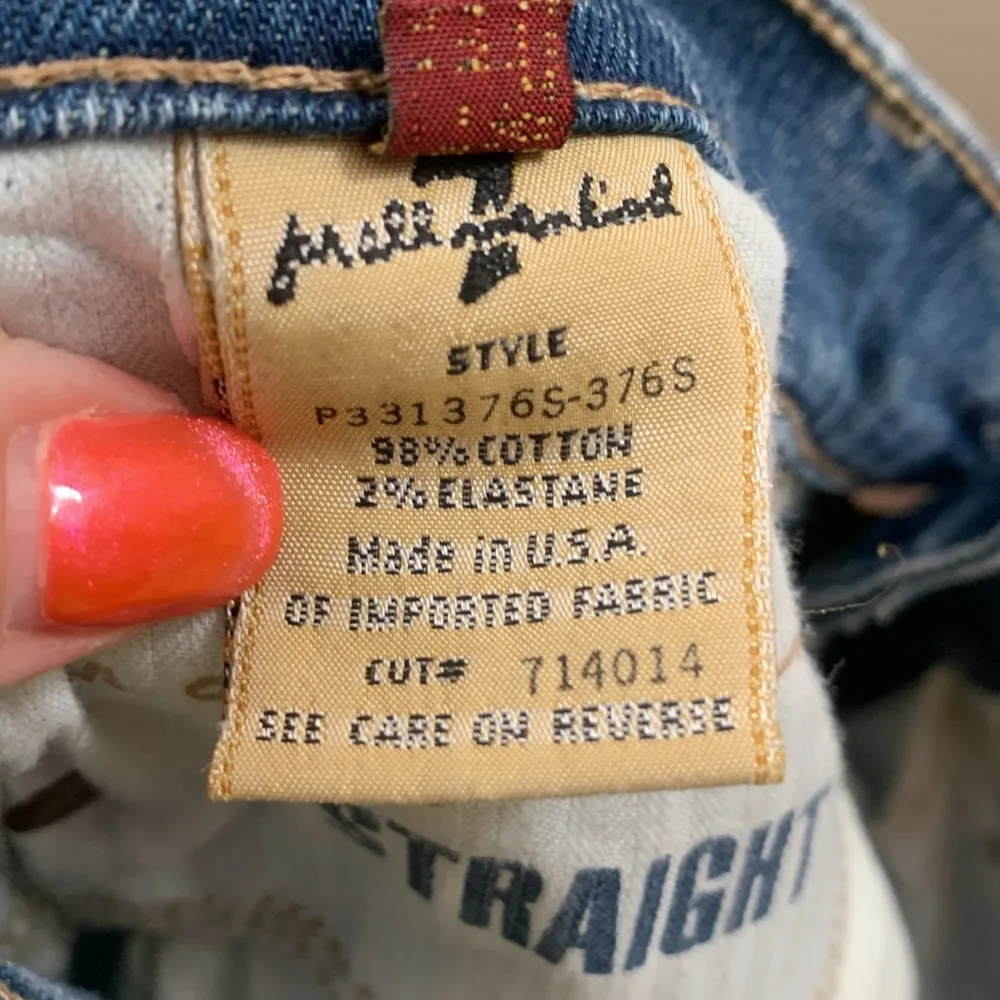 for all 7 mankind
STYLE
P331376S-376S
98% COTTON
2% ELASTANE
Made in U.S.A.
OF IMPORTED FABRIC
CUT# 714014
SEE CARE ON REVERSE
STRAIGHT